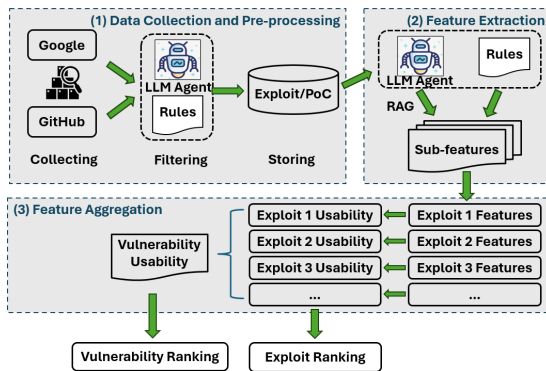 (1) Data Collection and Pre-processing
Google
GitHub
Collecting
LLM Agent
Rules
Filtering
Exploit/PoC
Storing
(2) Feature Extraction
LLM Agent
Rules
RAG
Sub-features
(3) Feature Aggregation
Vulnerability
Usability
Exploit 1 Usability
Exploit 1 Features
Exploit 2 Usability
Exploit 2 Features
Exploit 3 Usability
Exploit 3 Features
...
...
Vulnerability Ranking
Exploit Ranking